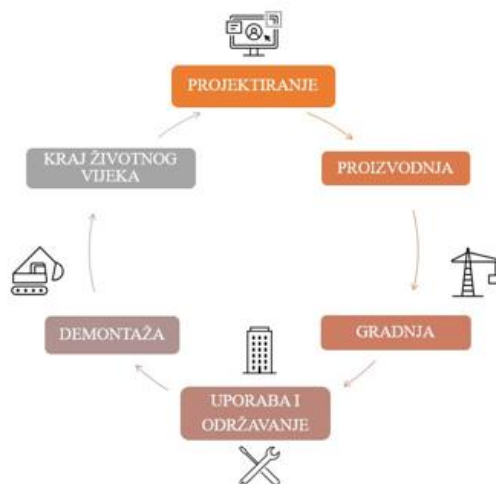 PROJEKTIRANJE
PROIZVODNJA
GRADNJA
UPORABA I
ODRŽAVANJE
DEMONTAŽA
KRAJ ŽIVOTNOG
VIJEKA